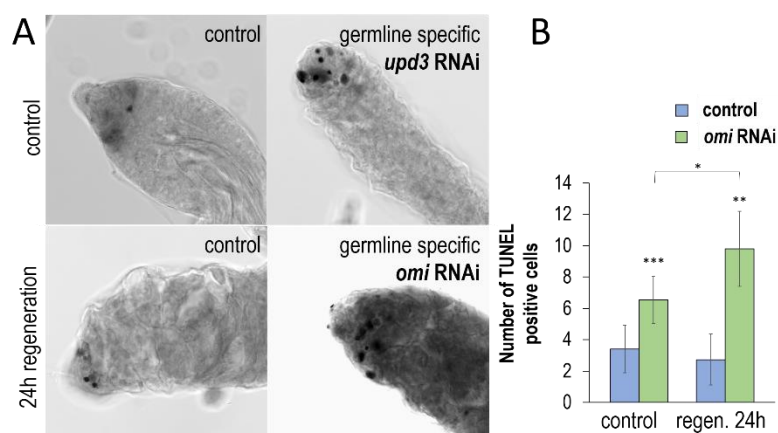 A
control
germline specific
upd3 RNAi
control
control
germline specific
omi RNAi
24h regeneration
B
control
omi RNAi
*
**
***
14
12
10
8
6
4
2
0
Number of TUNEL
positive cells
control
regen. 24h